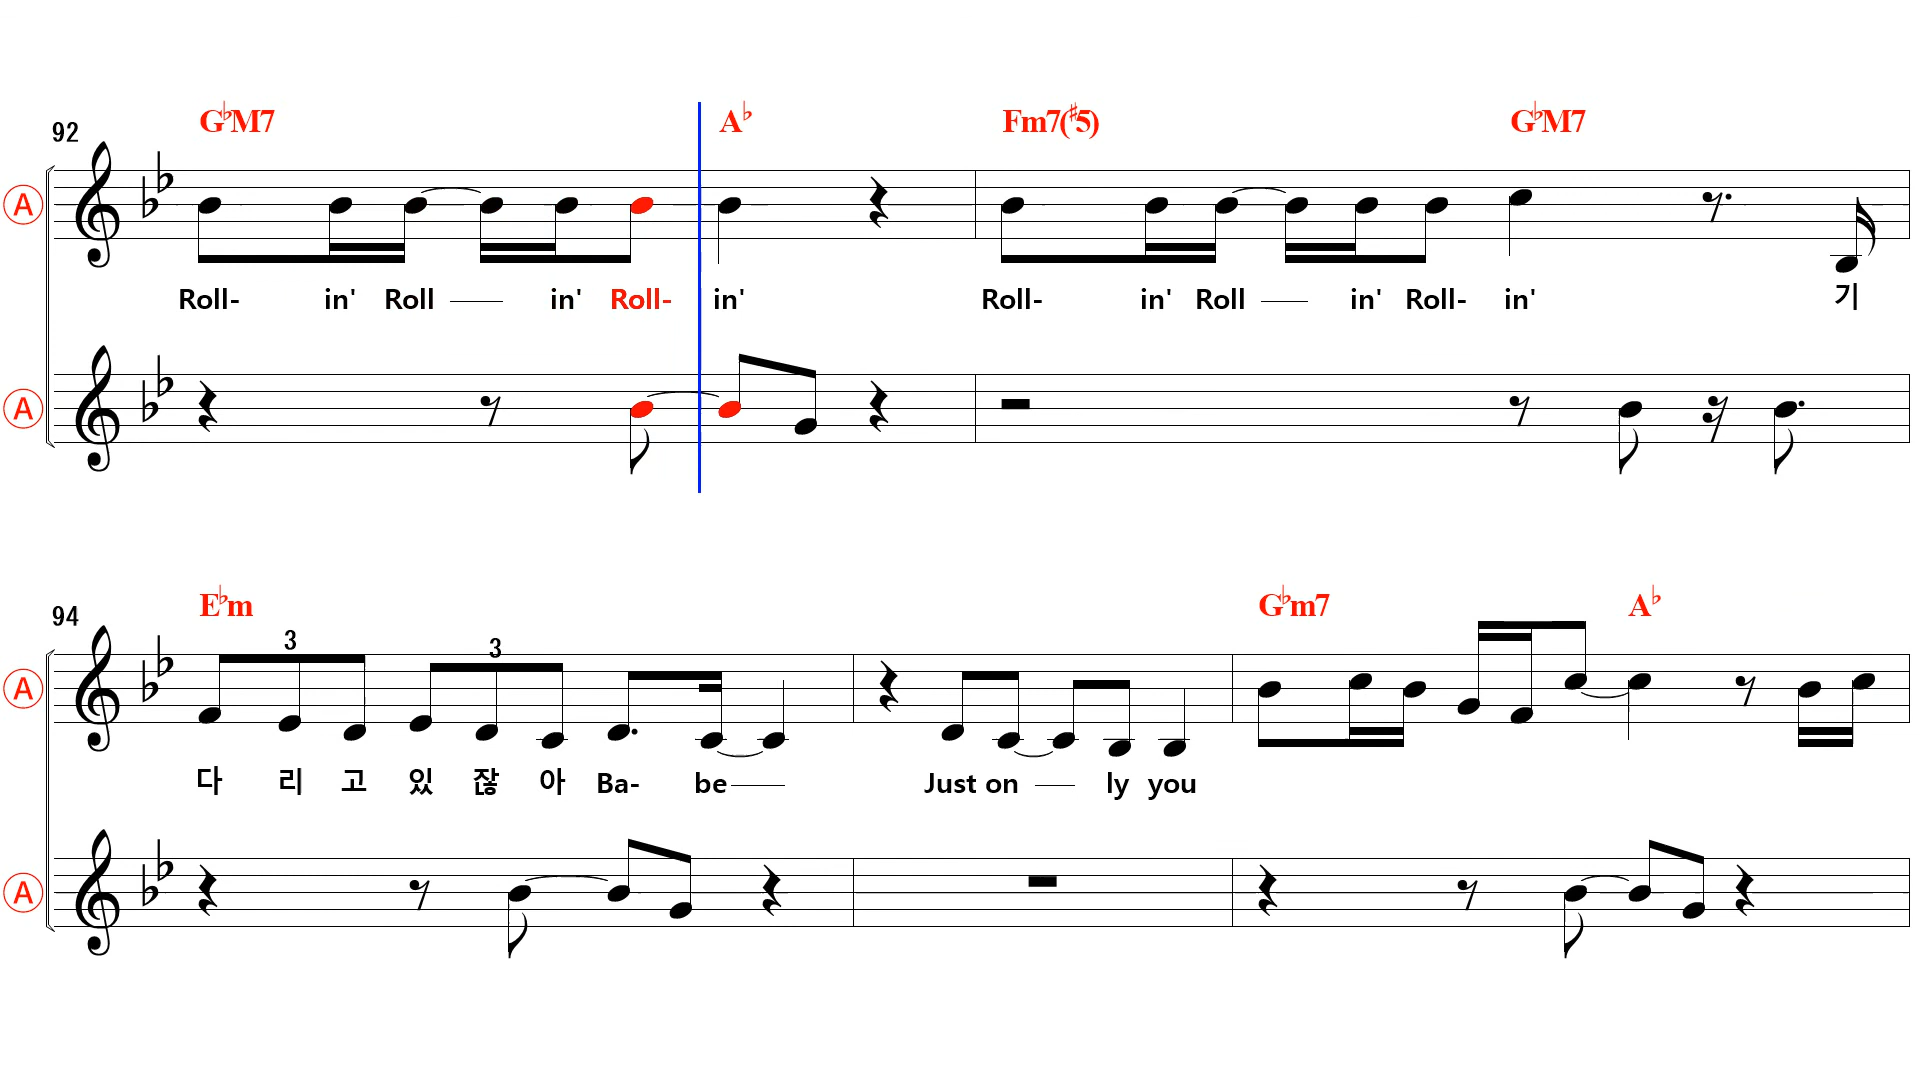 G♭M7 A♭ Fm7(♯5) G♭M7
92
A
Roll- in' Roll in' Roll- in' Roll- in' Roll in' Roll- in' 기
A
E♭m G♭m7 A♭
94
3 3
A
다 리 고 있 잖 아 Ba- be Just on ly you
A